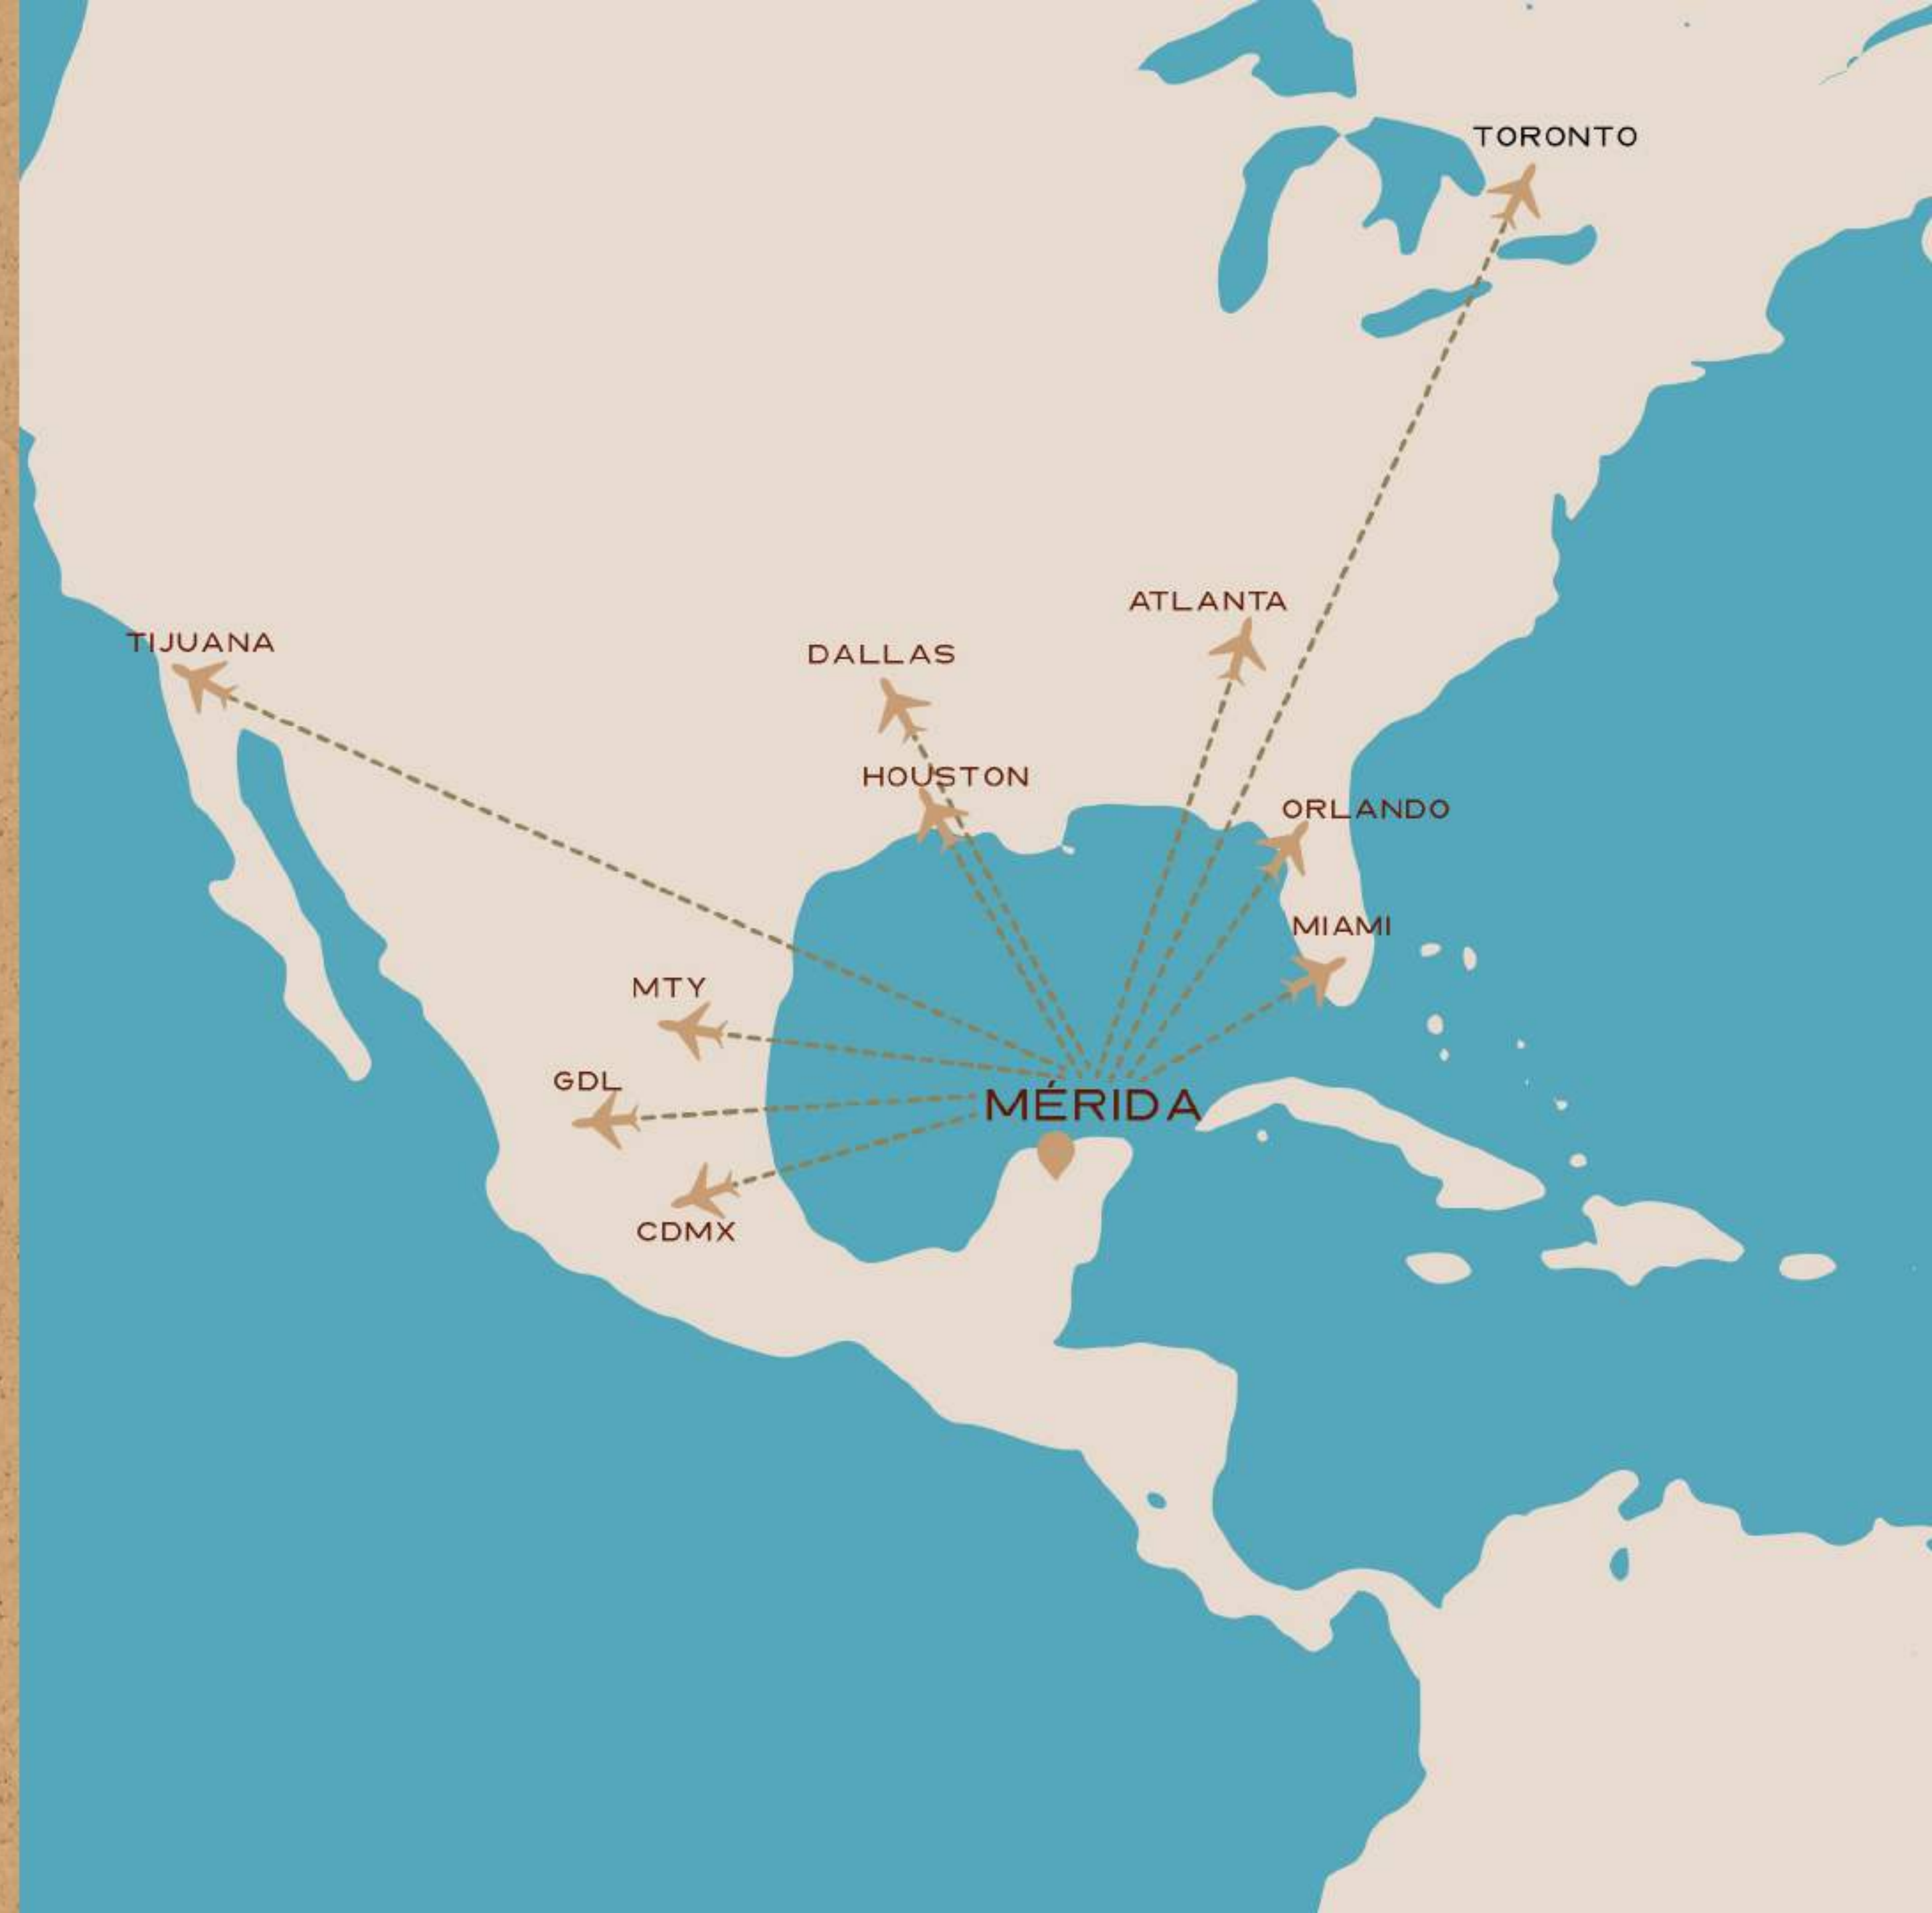 TORONTO
ATLANTA
TIJUANA
DALLAS
HOUSTON
ORLANDO
MIAMI
MTY
GDL
MÉRIDA
CDMX